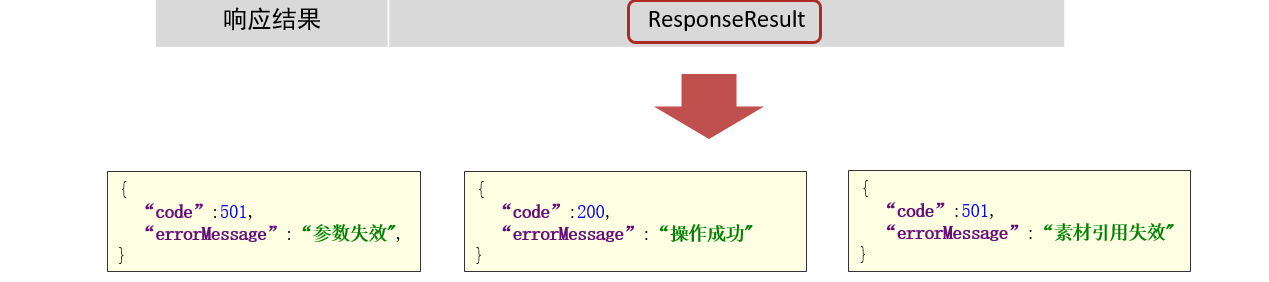 响应结果 ResponseResult
{
“code”:501,
“errorMessage”:“参数失效",
}
{
“code”:200,
“errorMessage”:“操作成功"
}
{
“code”:501,
“errorMessage”:“素材引用失效"
}